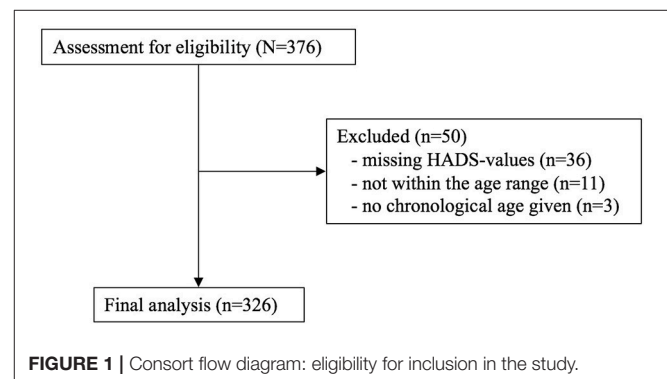 Assessment for eligibility (N=376)
Excluded (n=50)
- missing HADS-values (n=36)
- not within the age range (n=11)
- no chronological age given (n=3)
Final analysis (n=326)
FIGURE 1 | Consort flow diagram: eligibility for inclusion in the study.